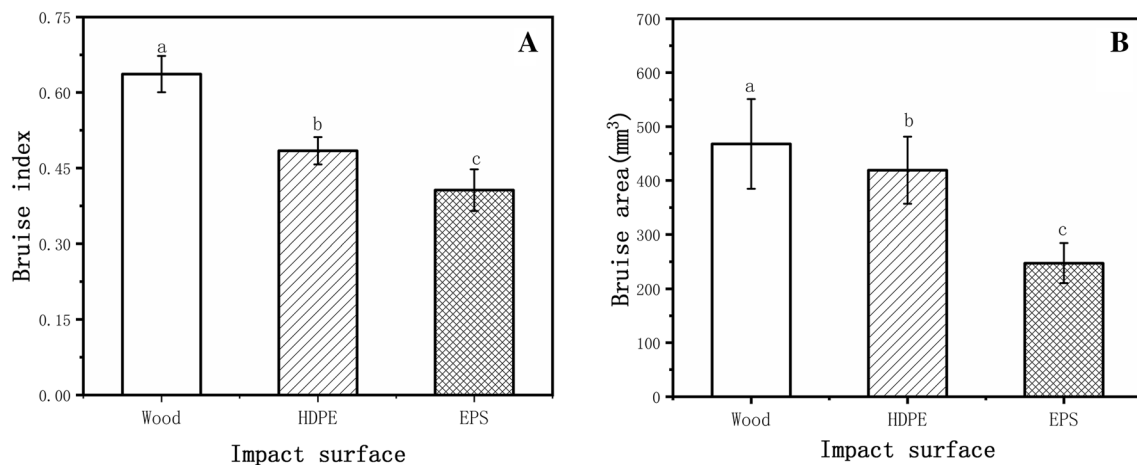 A
Bruise index
0.75
0.60
0.45
0.30
0.15
0.00
a
b
c
Wood HDPE EPS
Impact surface
B
Bruise area(mm³)
700
600
500
400
300
200
100
0
a
b
c
Wood HDPE EPS
Impact surface